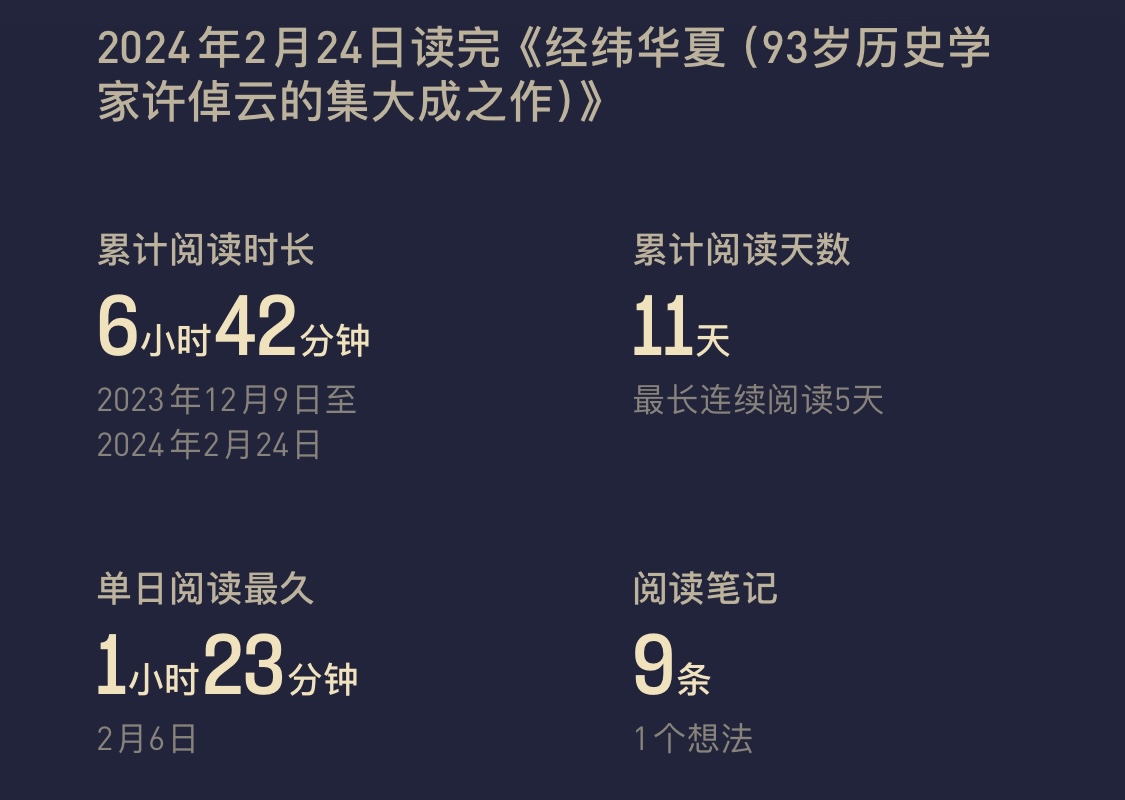 2024年2月24日读完《经纬华夏（93岁历史学
家许倬云的集大成之作）》
累计阅读时长
6小时42分钟
2023年12月9日至
2024年2月24日
累计阅读天数
11天
最长连续阅读5天
单日阅读最久
1小时23分钟
2月6日
阅读笔记
9条
1个想法